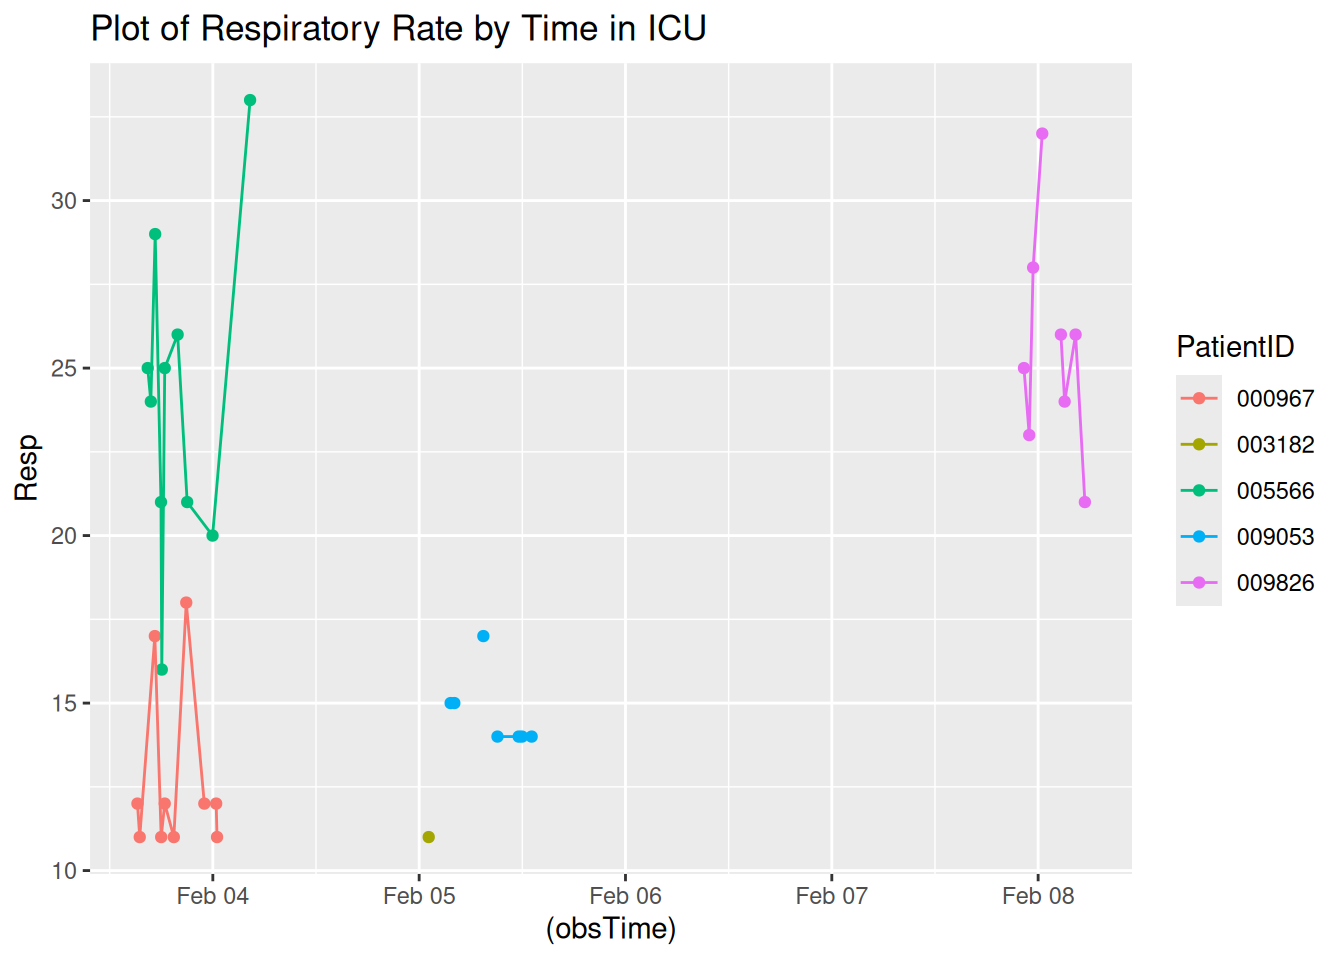 Plot of Respiratory Rate by Time in ICU
Resp
30
25
20
15
10
Feb 04
Feb 05
Feb 06
Feb 07
Feb 08
(obsTime)
PatientID
000967
003182
005566
009053
009826